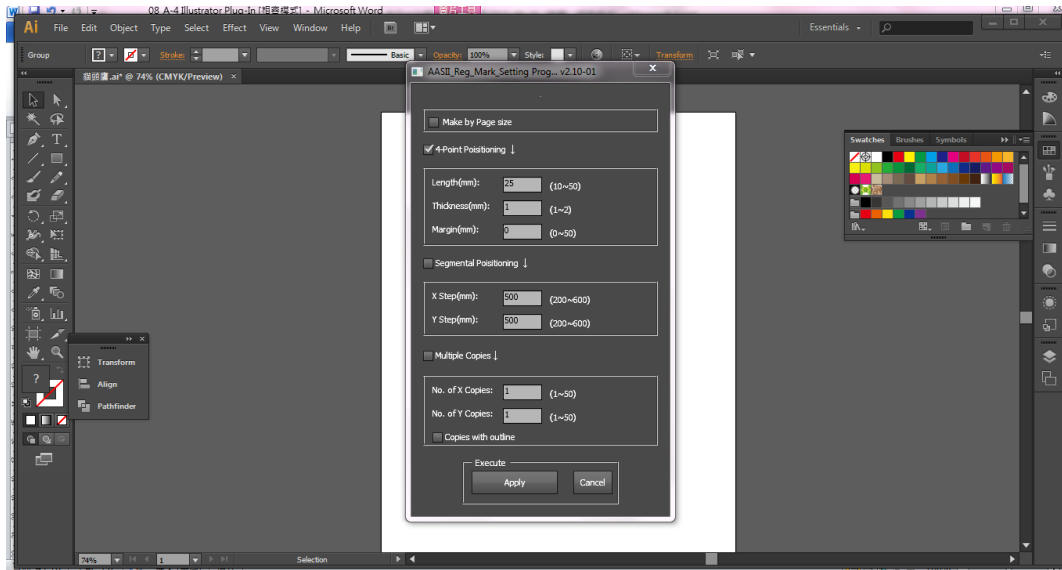 08_A-4 Illustrator Plug-In [相容模式] - Microsoft Word
Ai File Edit Object Type Select Effect View Window Help Br Essentials
Group ? Stroke: Basic Opacity: 100% Style: Transform
貓頭鷹.ai* @ 74% (CMYK/Preview) ×
AASII_Reg_Mark_Setting Prog... v2.10-01 x
Make by Page size
4-Point Poisitioning ↓
Length(mm): 25 (10~50)
Thickness(mm): 1 (1~2)
Margin(mm): 0 (0~50)
Segmental Poisitioning ↓
X Step(mm): 500 (200~600)
Y Step(mm): 500 (200~600)
Multiple Copies ↓
No. of X Copies: 1 (1~50)
No. of Y Copies: 1 (1~50)
Copies with outline
Execute
Apply Cancel
Swatches Brushes Symbols
Transform
Align
Pathfinder
?
74% 1 Selection